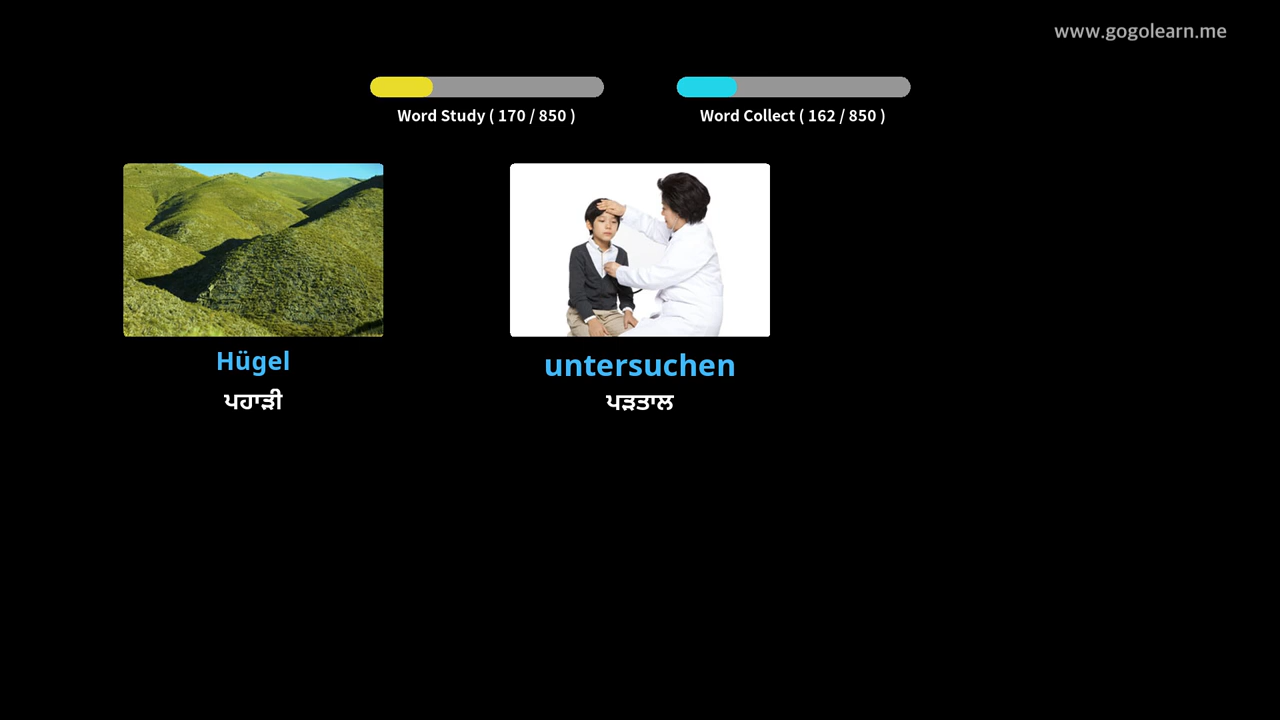 www.gogolearn.me
Word Study ( 170 / 850 )
Word Collect ( 162 / 850 )
Hügel
ਪਹਾੜੀ
untersuchen
ਪੜਤਾਲ